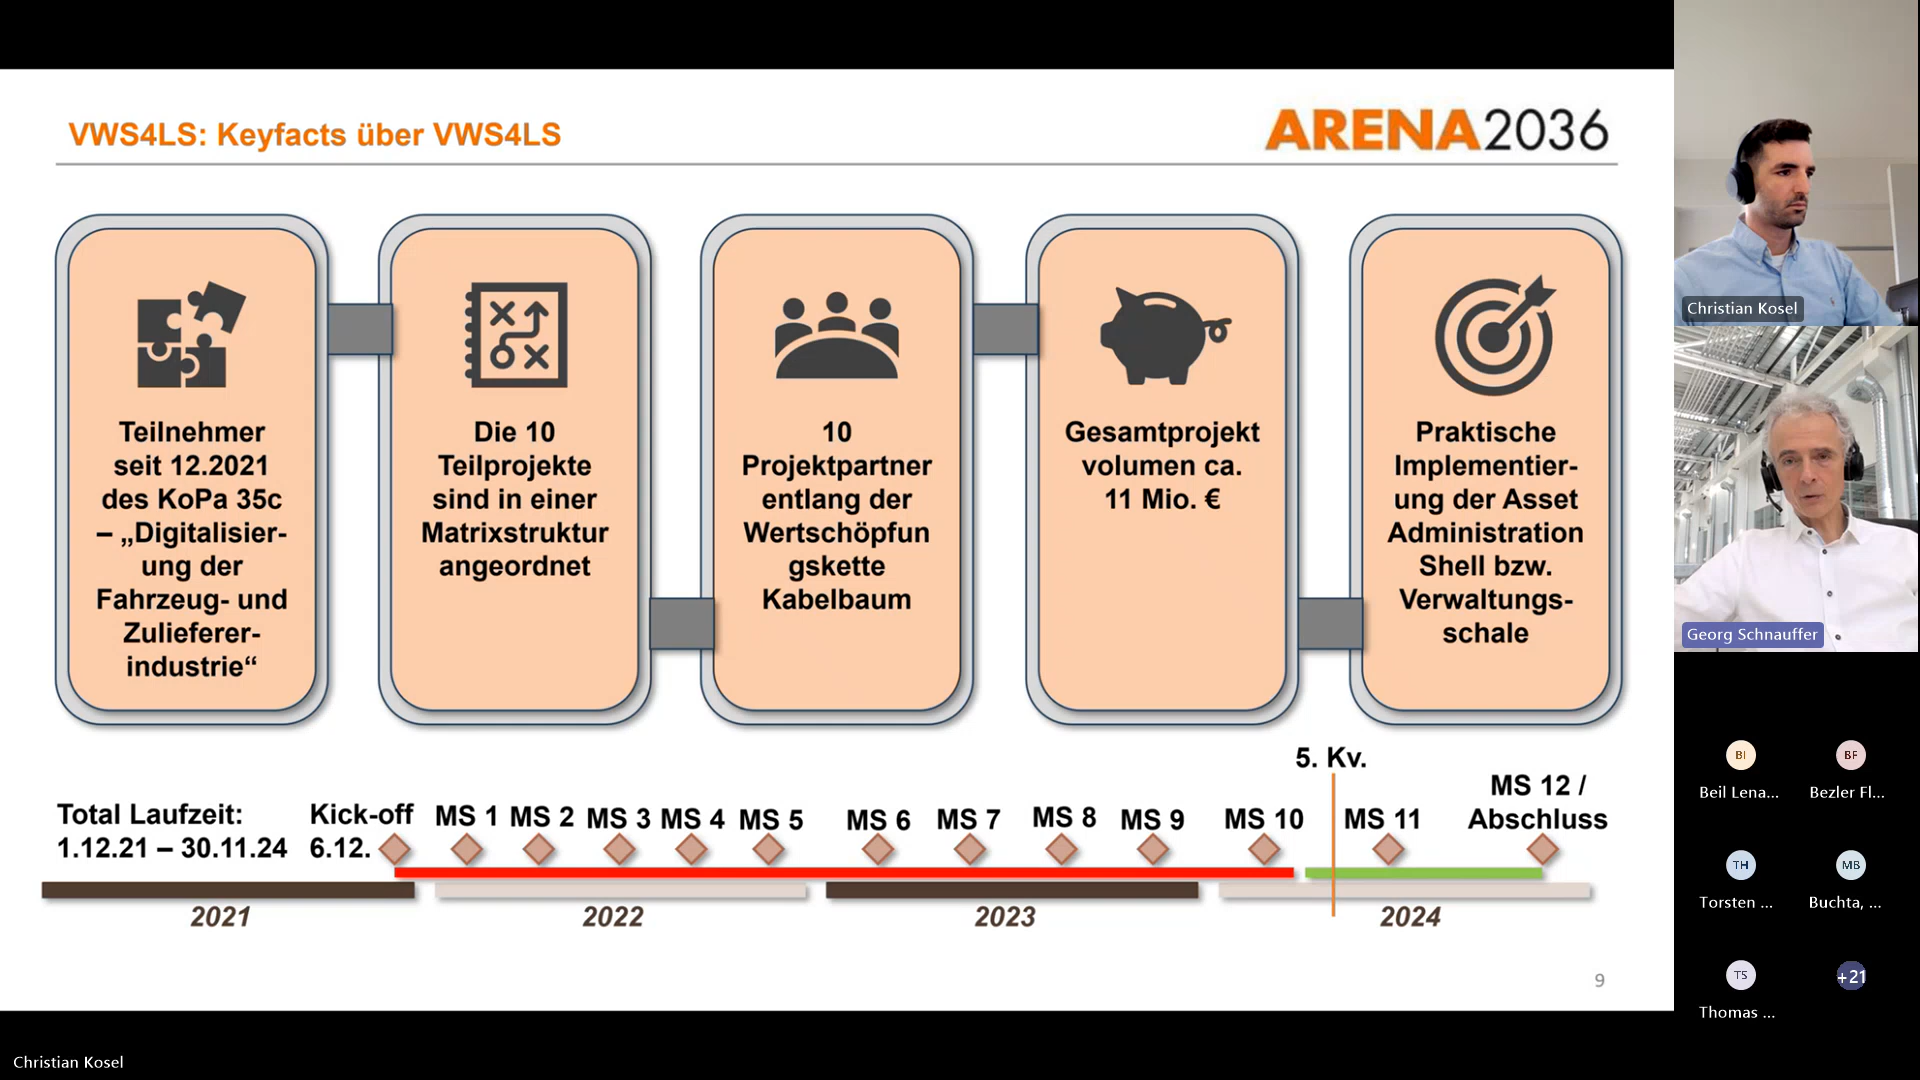 VWS4LS: Keyfacts über VWS4LS
ARENA2036
Teilnehmer
seit 12.2021
des KoPa 35c
– „Digitalisier-
ung der
Fahrzeug- und
Zulieferer-
industrie“
Die 10
Teilprojekte
sind in einer
Matrixstruktur
angeordnet
10
Projektpartner
entlang der
Wertschöpfun
gskette
Kabelbaum
Gesamtprojekt
volumen ca.
11 Mio. €
Praktische
Implementier-
ung der Asset
Administration
Shell bzw.
Verwaltungs-
schale
5. Kv.
Total Laufzeit:
1.12.21 – 30.11.24
Kick-off
6.12.
MS 1
MS 2
MS 3
MS 4
MS 5
MS 6
MS 7
MS 8
MS 9
MS 10
MS 11
MS 12 /
Abschluss
2021
2022
2023
2024
9
Christian Kosel
Georg Schnauffer
BI
Beil Lena...
BF
Bezler Fl...
TH
Torsten ...
MB
Buchta, ...
TS
Thomas ...
+21
Christian Kosel